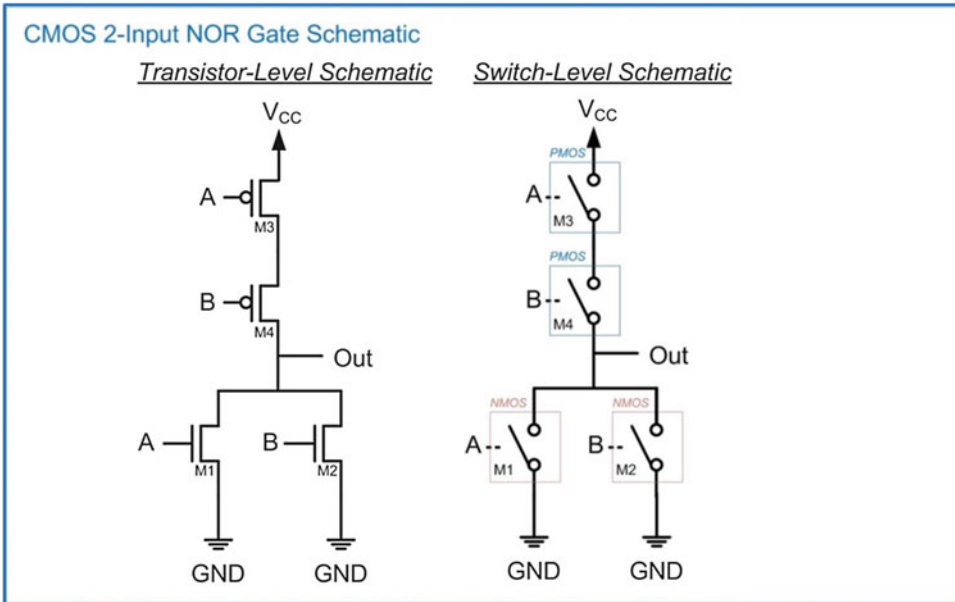 CMOS 2-Input NOR Gate Schematic
Transistor-Level Schematic
VCC
A
M3
B
M4
Out
A
M1
B
M2
GND
GND
Switch-Level Schematic
VCC
PMOS
A
M3
PMOS
B
M4
Out
NMOS
NMOS
A
M1
B
M2
GND
GND